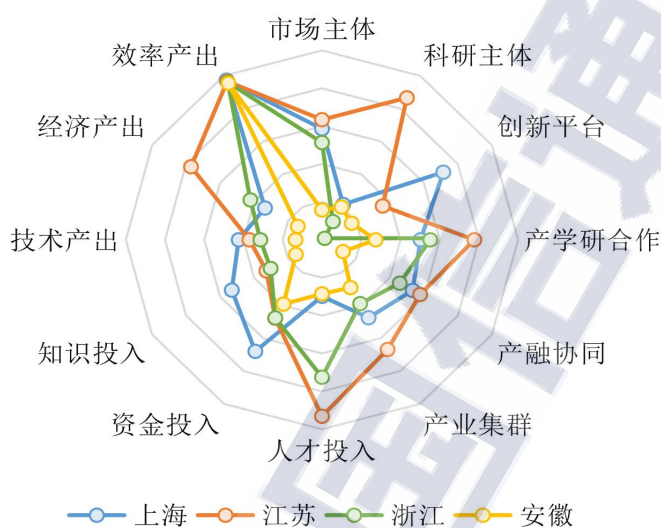 市场主体
效率产出
科研主体
经济产出
创新平台
技术产出
产学研合作
知识投入
产融协同
资金投入
产业集群
人才投入
上海 江苏 浙江 安徽